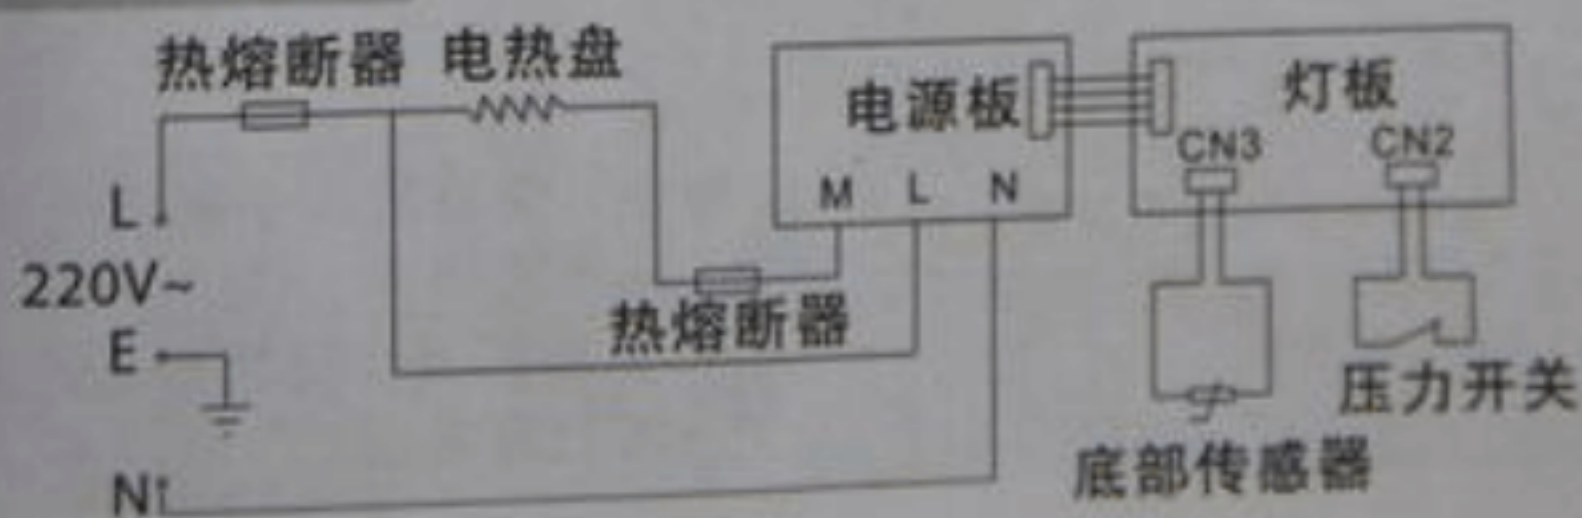 热熔断器 电热盘
电源板
灯板
CN3
CN2
M L N
L
220V~
E
N
热熔断器
压力开关
底部传感器